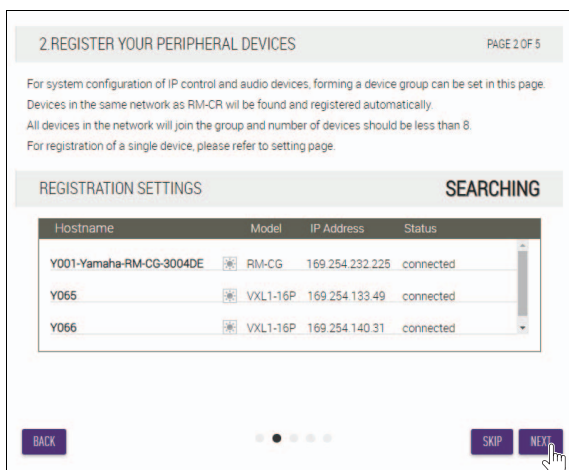 2.REGISTER YOUR PERIPHERAL DEVICES PAGE 2 OF 5
For system configuration of IP control and audio devices, forming a device group can be set in this page.
Devices in the same network as RM-CR wil be found and registered automatically.
All devices in the network will join the group and number of devices should be less than 8.
For registration of a single device, please refer to setting page.
REGISTRATION SETTINGS SEARCHING
Hostname Model IP Address Status
Y001-Yamaha-RM-CG-3004DE RM-CG 169.254.232.225 connected
Y065 VXL1-16P 169.254.133.49 connected
Y066 VXL1-16P 169.254.140.31 connected
BACK SKIP NEXT